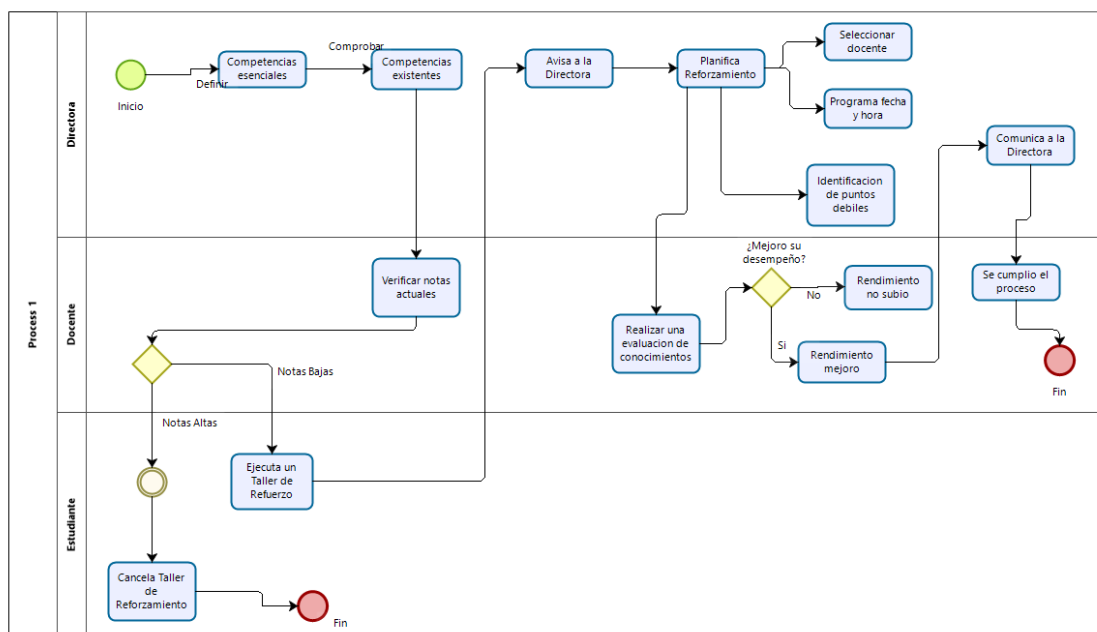 Process 1
Directora
Inicio
Definir
Competencias
esenciales
Comprobar
Competencias
existentes
Avisa a la
Directora
Planifica
Reforzamiento
Seleccionar
docente
Programa fecha
y hora
Identificacion
de puntos
debiles
Comunica a la
Directora
Docente
Verificar notas
actuales
Notas Bajas
Notas Altas
Realizar una
evaluacion de
conocimientos
¿Mejoro su
desempeño?
No
Rendimiento
no subio
Si
Rendimiento
mejoro
Se cumplio el
proceso
Fin
Estudiante
Ejecuta un
Taller de
Refuerzo
Cancela Taller
de
Reforzamiento
Fin